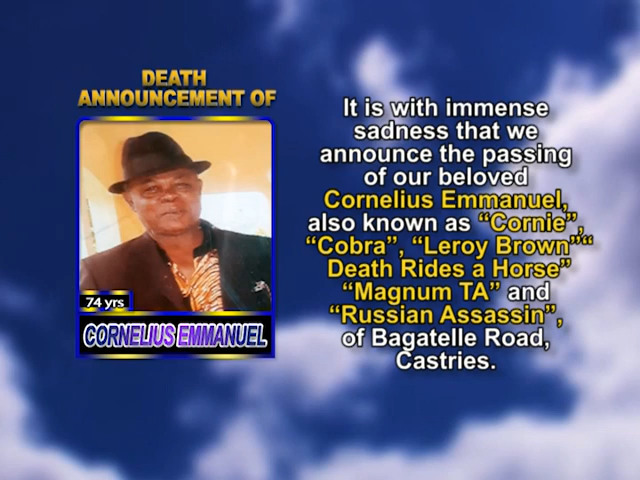 DEATH
ANNOUNCEMENT OF
74 yrs
CORNELIUS EMMANUEL
It is with immense
sadness that we
announce the passing
of our beloved
Cornelius Emmanuel,
also known as “Cornie”,
“Cobra”, “Leroy Brown”“
Death Rides a Horse”
“Magnum TA” and
“Russian Assassin”,
of Bagatelle Road,
Castries.